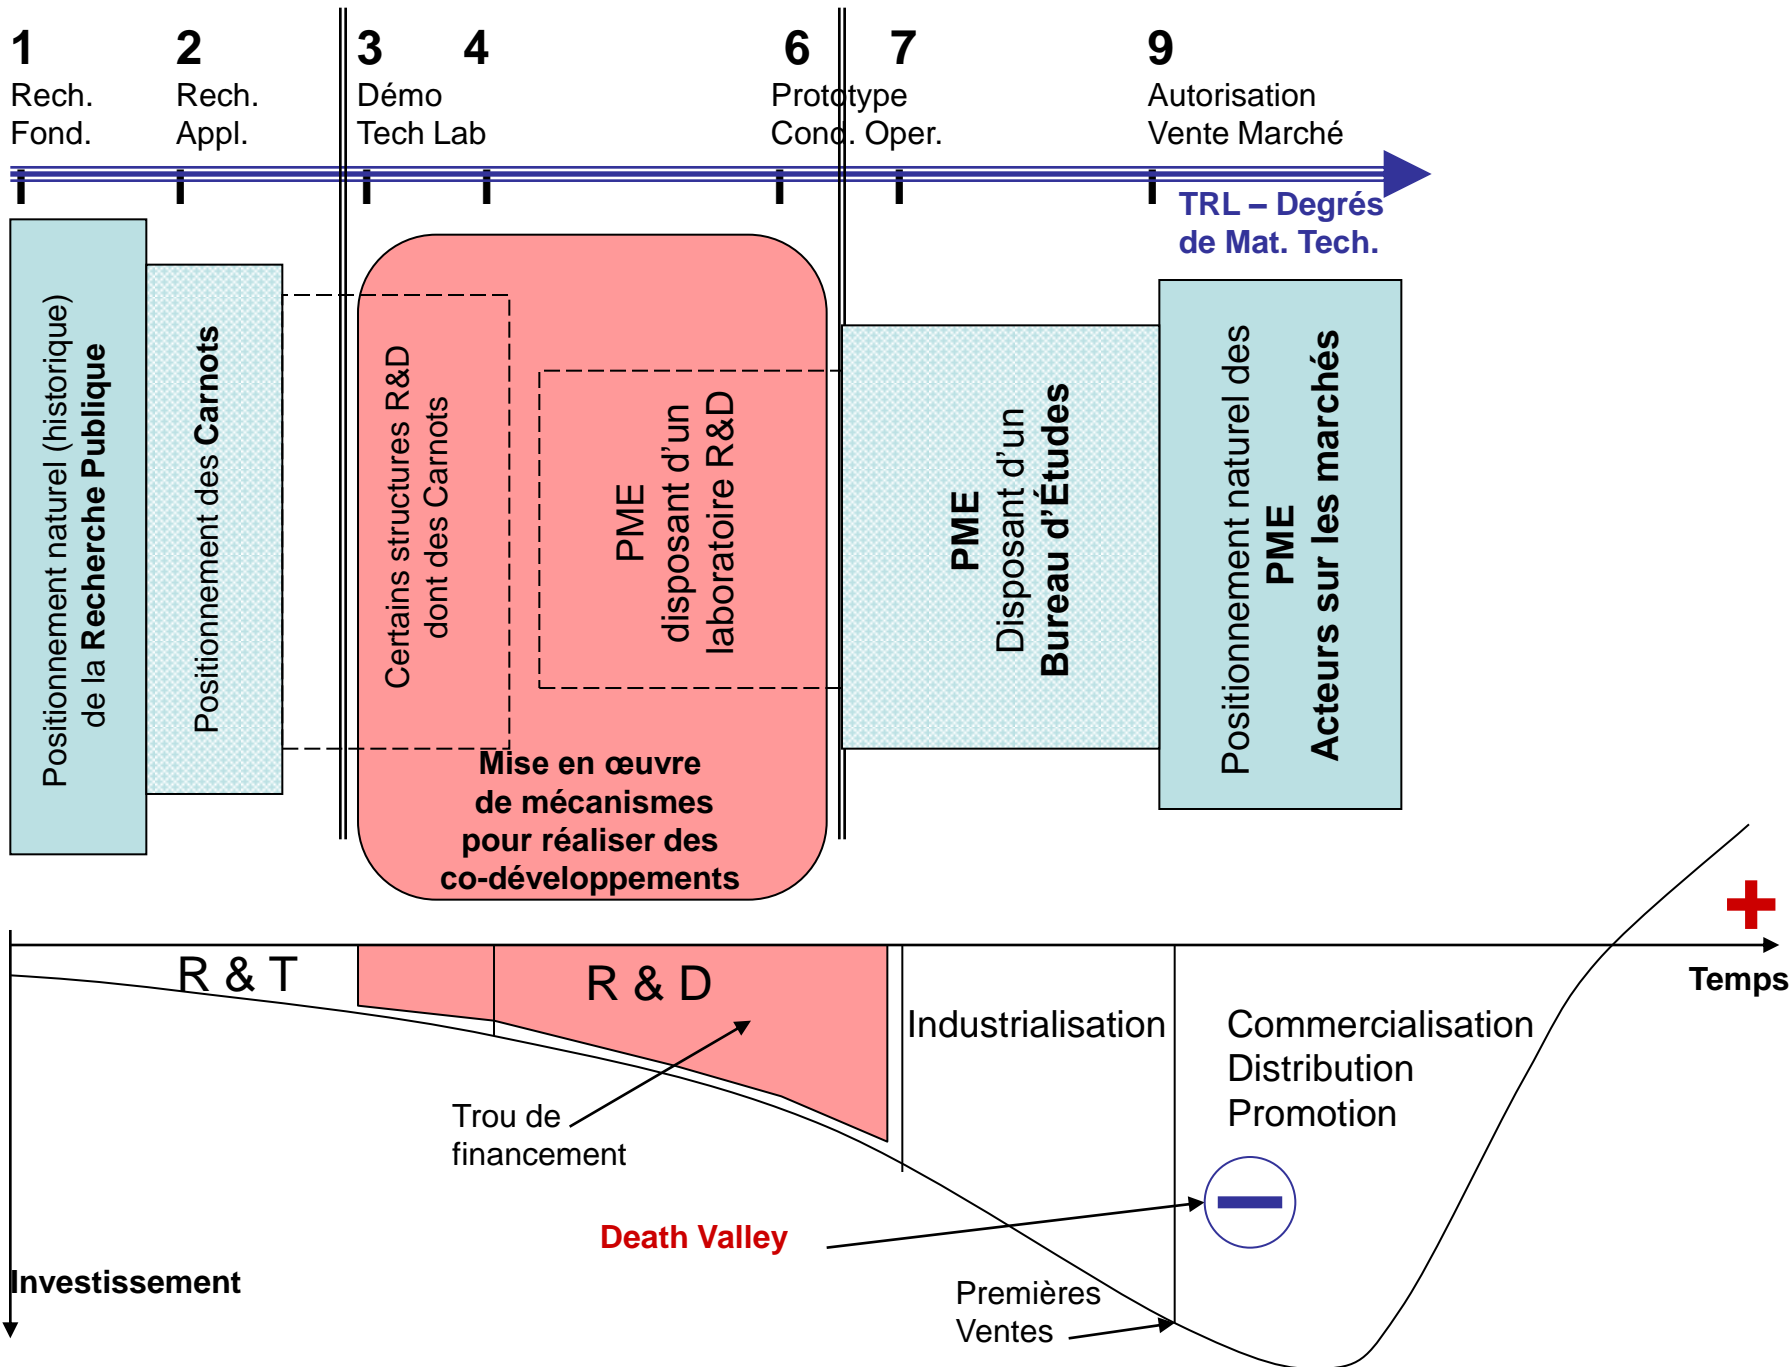 1
Rech.
Fond.
2
Rech.
Appl.
3
Démo
Tech Lab
4
6
Prototype
Cond. Oper.
7
9
Autorisation
Vente Marché
TRL – Degrés
de Mat. Tech.
Positionnement naturel (historique)
de la Recherche Publique
Positionnement des Carnots
Certains structures R&D
dont des Carnots
PME
disposant d’un
laboratoire R&D
Mise en œuvre
de mécanismes
pour réaliser des
co-développements
PME
Disposant d’un
Bureau d’Études
Positionnement naturel des
PME
Acteurs sur les marchés
+
Temps
R & T
R & D
Industrialisation
Commercialisation
Distribution
Promotion
Trou de
financement
Death Valley
Investissement
Premières
Ventes